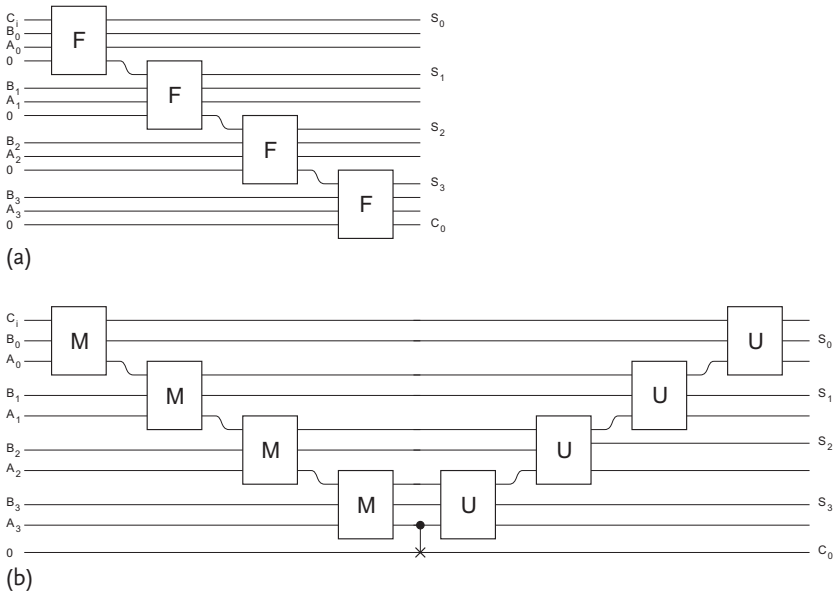 C_i S_0
B_0
A_0 F
0
S_1
B_1 F
A_1
0
S_2
B_2 F
A_2
0
S_3
B_3 F
A_3
0 C_0
(a)
C_i
B_0 M U S_0
A_0
B_1 M U S_1
A_1
B_2 M U S_2
A_2
B_3 M U S_3
A_3
0 C_0
(b)